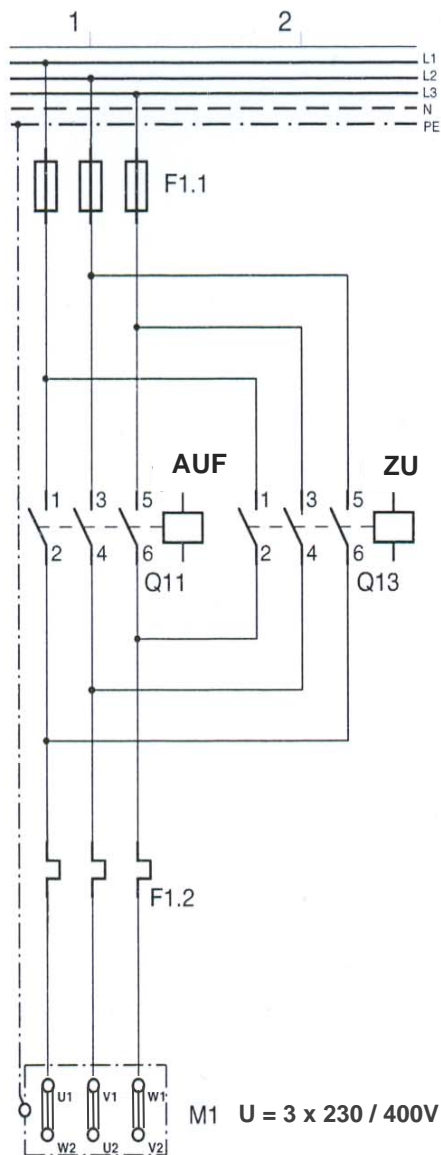 1 2
L1
L2
L3
N
PE
F1.1
AUF ZU
1 3 5 1 3 5
2 4 6 2 4 6
Q11 Q13
F1.2
U1 V1 W1
M1 U = 3 x 230 / 400V
W2 U2 V2